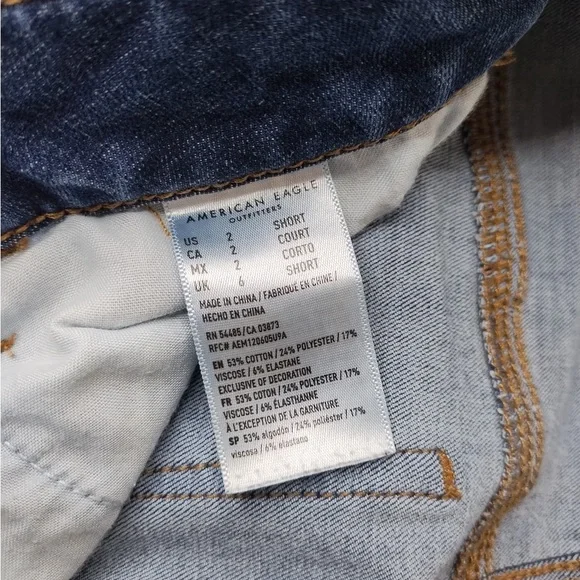 AMERICAN EAGLE
OUTFITTERS
US 2 SHORT
CA 2 COURT
MX 2 CORTO
UK 6 SHORT
MADE IN CHINA / FABRIQUÉ EN CHINE /
HECHO EN CHINA
RN 54485 / CA 03873
RFC# AEM120605U9A
EN 53% COTTON / 24% POLYESTER / 17%
VISCOSE / 6% ELASTANE
EXCLUSIVE OF DECORATION
FR 53% COTON / 24% POLYESTER / 17%
VISCOSE / 6% ÉLASTHANNE
À L'EXCEPTION DE LA GARNITURE
SP 53% algodón / 24% poliéster / 17%
viscosa / 6% elastano